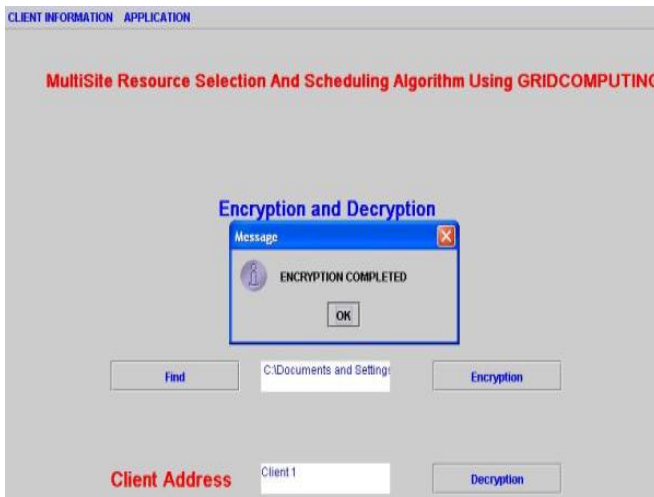 CLIENT INFORMATION APPLICATION
MultiSite Resource Selection And Scheduling Algorithm Using GRIDCOMPUTING
Encryption and Decryption
Message
ENCRYPTION COMPLETED
OK
Find C:\Documents and Settings Encryption
Client Address Client 1 Decryption